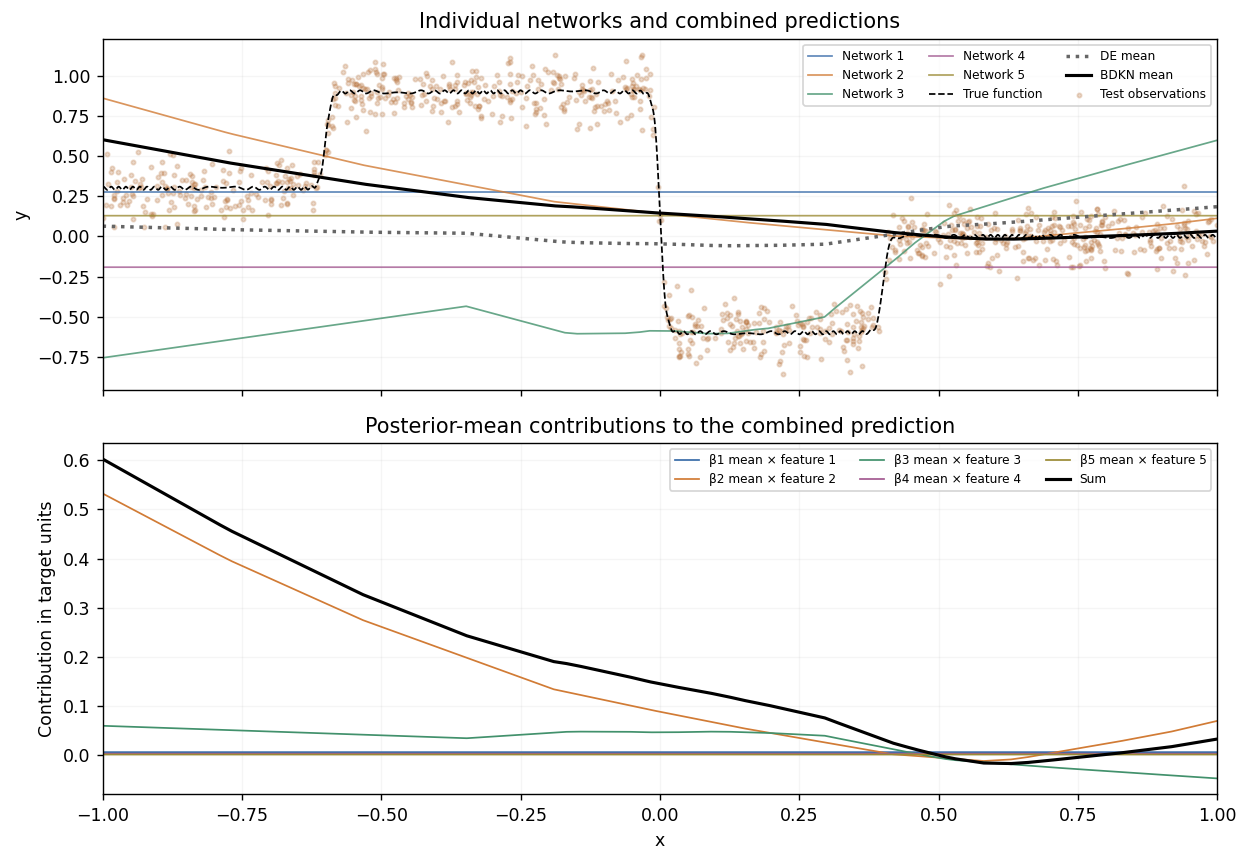 Individual networks and combined predictions
1.00
0.75
0.50
0.25
0.00
−0.25
−0.50
−0.75
y
Network 1
Network 2
Network 3
Network 4
Network 5
True function
DE mean
BDKN mean
Test observations
Posterior-mean contributions to the combined prediction
0.6
0.5
0.4
0.3
0.2
0.1
0.0
Contribution in target units
β1 mean × feature 1
β2 mean × feature 2
β3 mean × feature 3
β4 mean × feature 4
β5 mean × feature 5
Sum
−1.00 −0.75 −0.50 −0.25 0.00 0.25 0.50 0.75 1.00
x